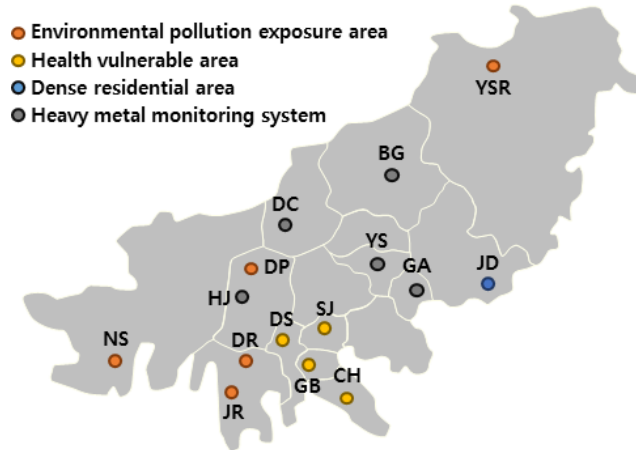 Environmental pollution exposure area
Health vulnerable area
Dense residential area
Heavy metal monitoring system
YSR
BG
DC
YS
GA
JD
DP
HJ
DS
SJ
NS
DR
GB
CH
JR